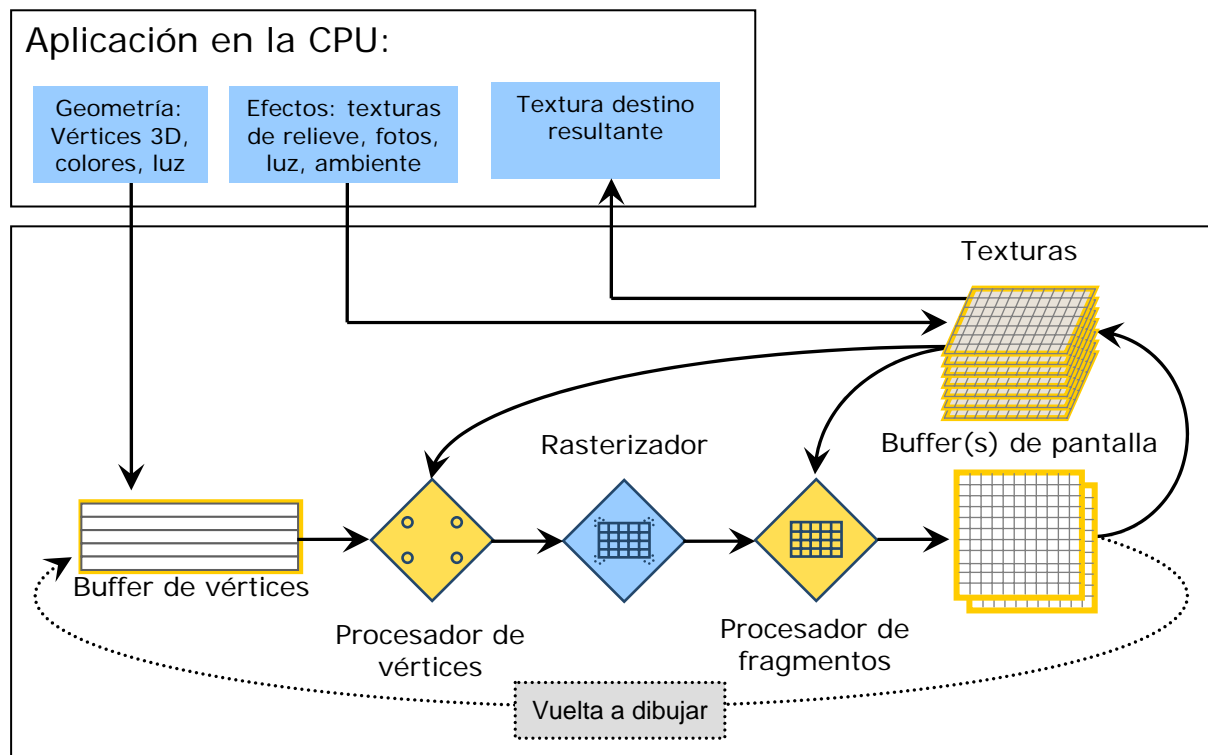 Aplicación en la CPU:
Geometría:
Vértices 3D,
colores, luz
Efectos: texturas
de relieve, fotos,
luz, ambiente
Textura destino
resultante
Texturas
Rasterizador
Buffer(s) de pantalla
Buffer de vértices
Procesador de
vértices
Procesador de
fragmentos
Vuelta a dibujar